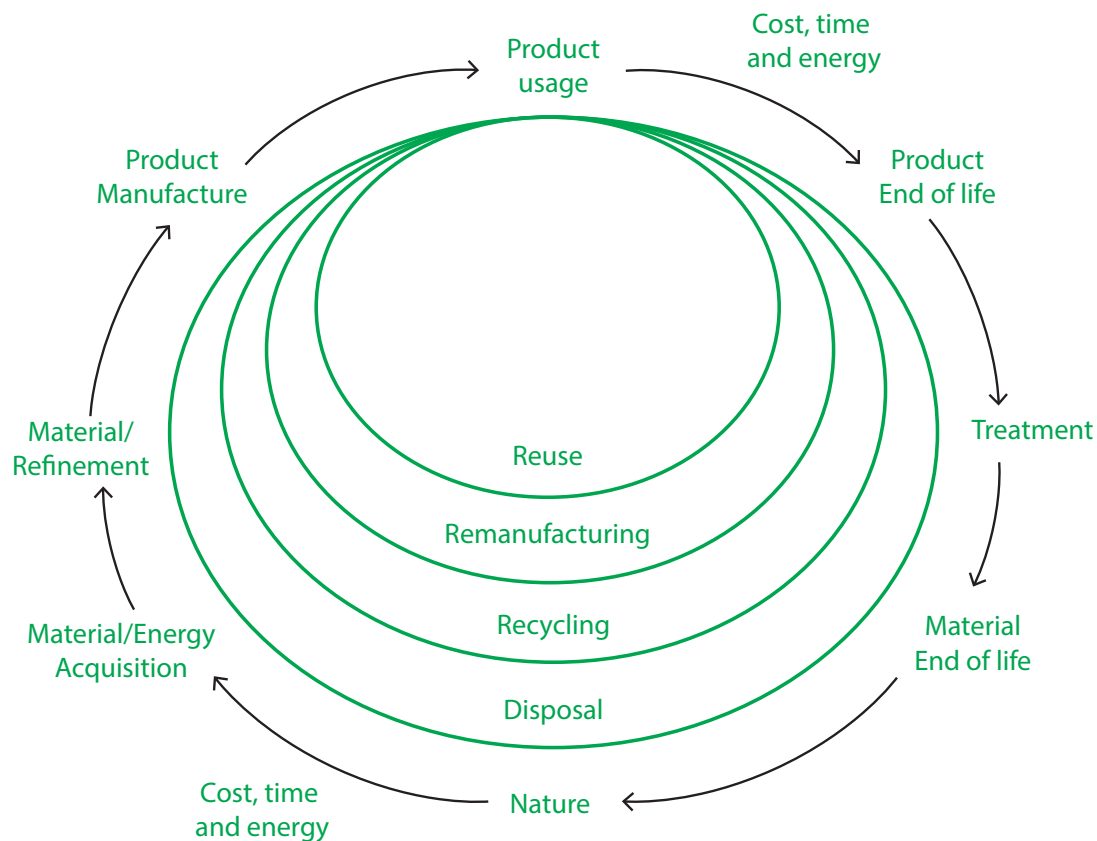 Cost, time
and energy
Product
usage
Product
Manufacture
Product
End of life
Material/
Refinement
Treatment
Reuse
Remanufacturing
Recycling
Material/Energy
Acquisition
Material
End of life
Disposal
Cost, time
and energy
Nature